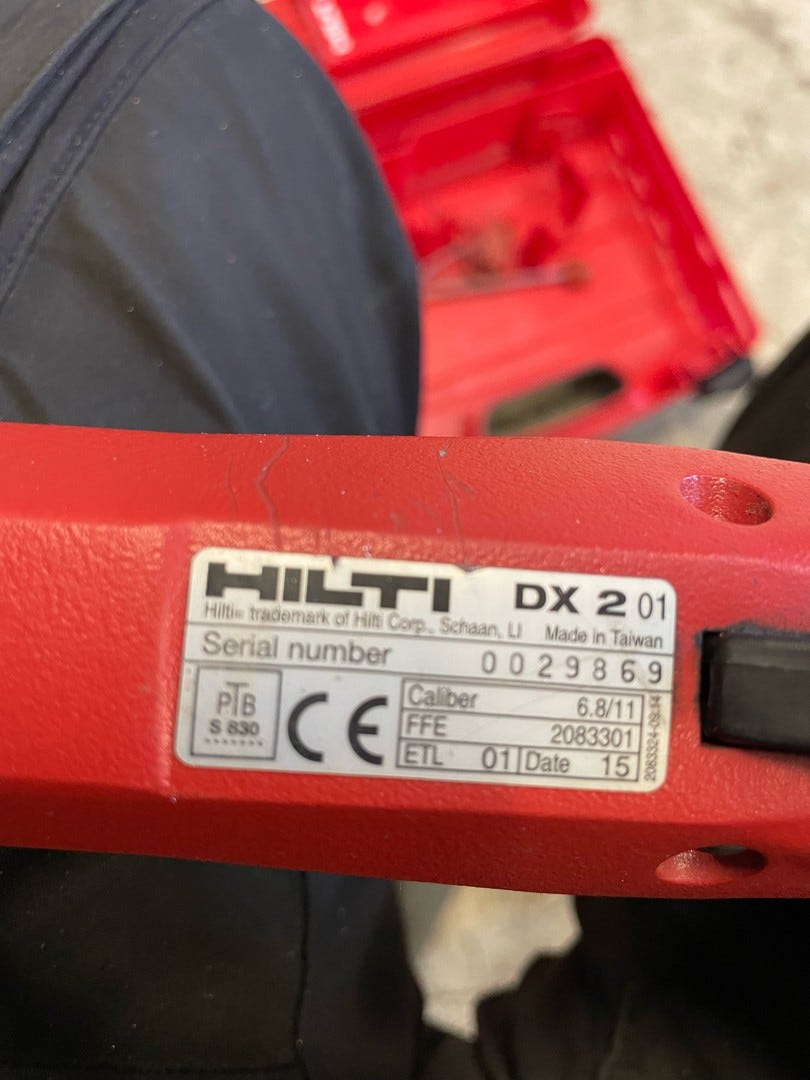 HILTI DX 2 01
Hilti= trademark of Hilti Corp., Schaan, LI Made in Taiwan
Serial number 0029869
PTB
S 830
CE
Caliber 6.8/11
FFE 2083301
ETL 01 Date 15